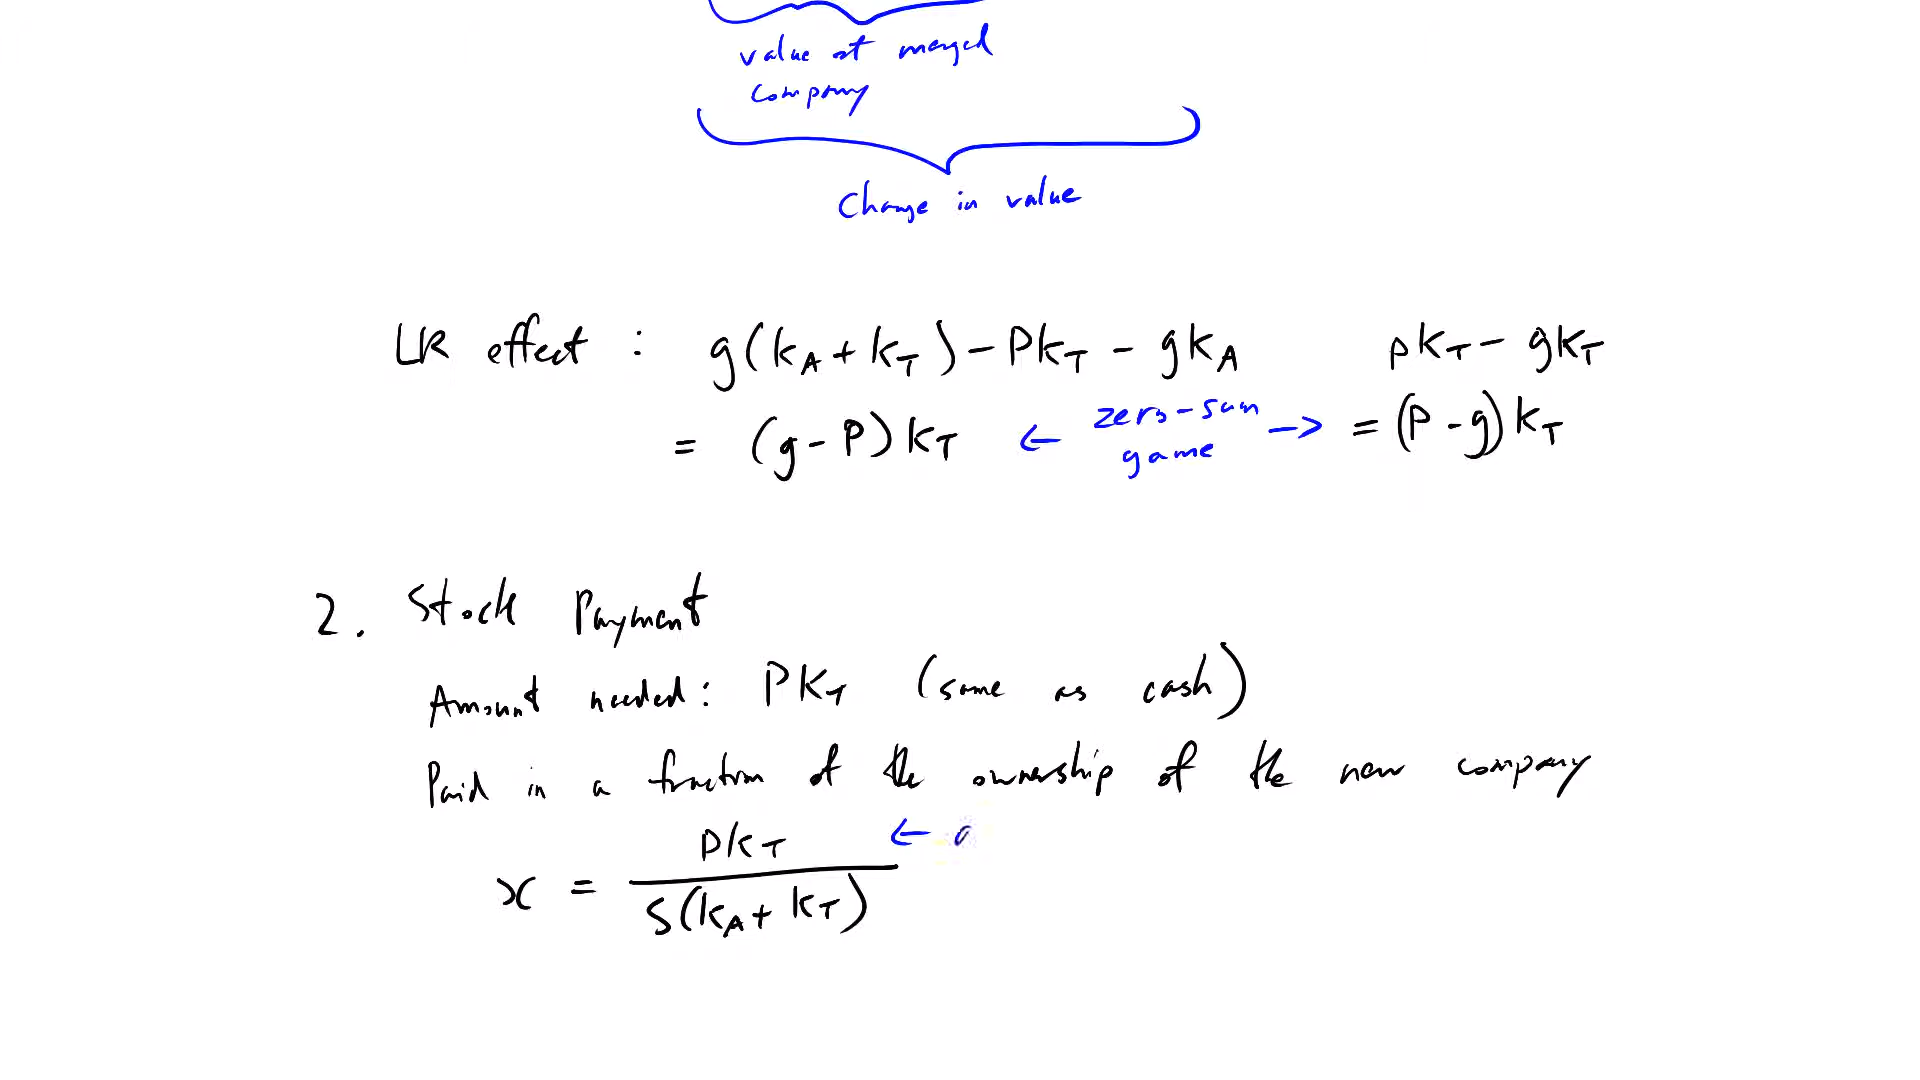 value of merged
company
Change in value
LR effect : g(K_A + K_T) - PK_T - gK_A PK_T - gK_T
= (g - P)K_T ← zero-sum game → = (P - g)K_T
2. Stock Payment
Amount needed: PK_T (same as cash)
Paid in a fraction of the ownership of the new company
x = PK_T / S(K_A + K_T) ←